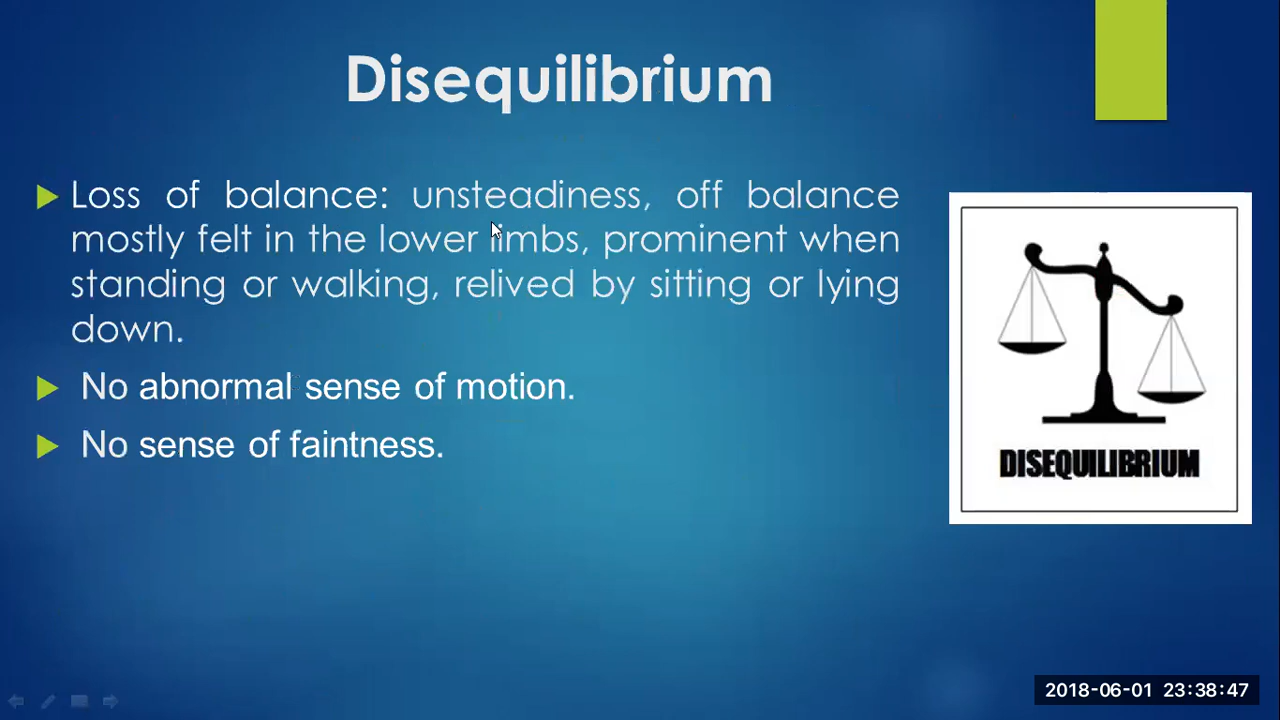 Disequilibrium
Loss of balance: unsteadiness, off balance
mostly felt in the lower limbs, prominent when
standing or walking, relived by sitting or lying
down.
No abnormal sense of motion.
No sense of faintness.
DISEQUILIBRIUM
2018-06-01 23:38:47